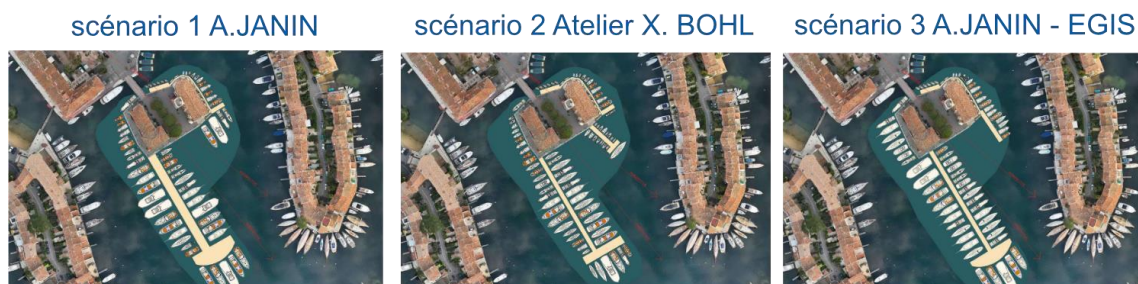 scénario 1 A.JANIN
scénario 2 Atelier X. BOHL
scénario 3 A.JANIN - EGIS